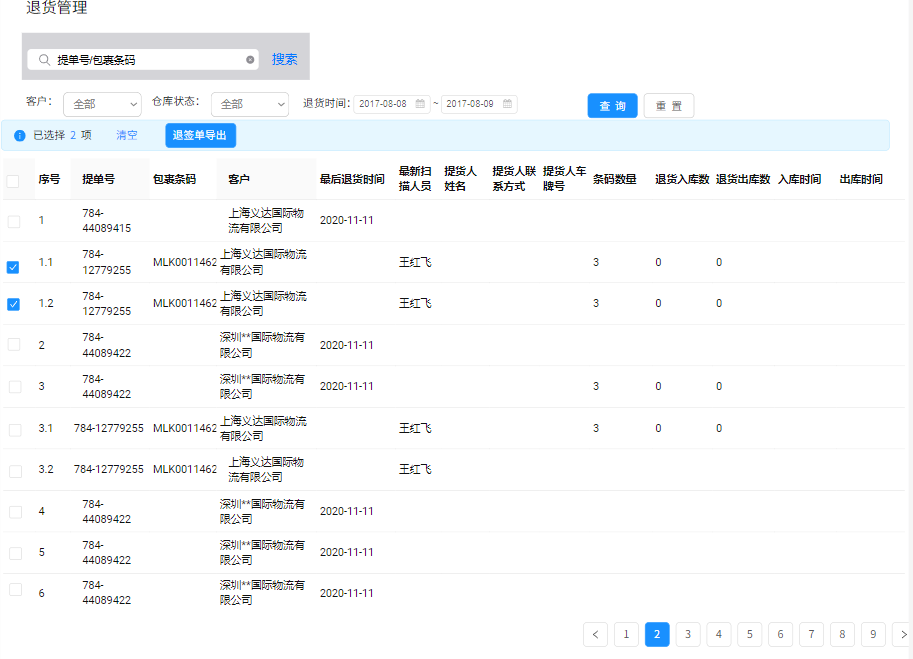 退货管理
提单号/包裹条码 搜索
客户： 全部 仓库状态： 全部 退货时间： 2017-08-08 ~ 2017-08-09 查 询 重 置
已选择 2 项 清空 退签单导出
序号 提单号 包裹条码 客户 最后退货时间 最新扫描人员 提货人姓名 提货人联系方式 提货人车牌号 条码数量 退货入库数 退货出库数 入库时间 出库时间
1 784-44089415 上海义达国际物流有限公司 2020-11-11
1.1 784-12779255 MLK0011462 上海义达国际物流有限公司 王红飞 3 0 0
1.2 784-12779255 MLK0011462 上海义达国际物流有限公司 王红飞 3 0 0
2 784-44089422 深圳**国际物流有限公司 2020-11-11
3 784-44089422 深圳**国际物流有限公司 2020-11-11 3 0 0
3.1 784-12779255 MLK0011462 上海义达国际物流有限公司 王红飞 3 0 0
3.2 784-12779255 MLK0011462 上海义达国际物流有限公司 王红飞
4 784-44089422 深圳**国际物流有限公司 2020-11-11
5 784-44089422 深圳**国际物流有限公司 2020-11-11
6 784-44089422 深圳**国际物流有限公司 2020-11-11
< 1 2 3 4 5 6 7 8 9 >